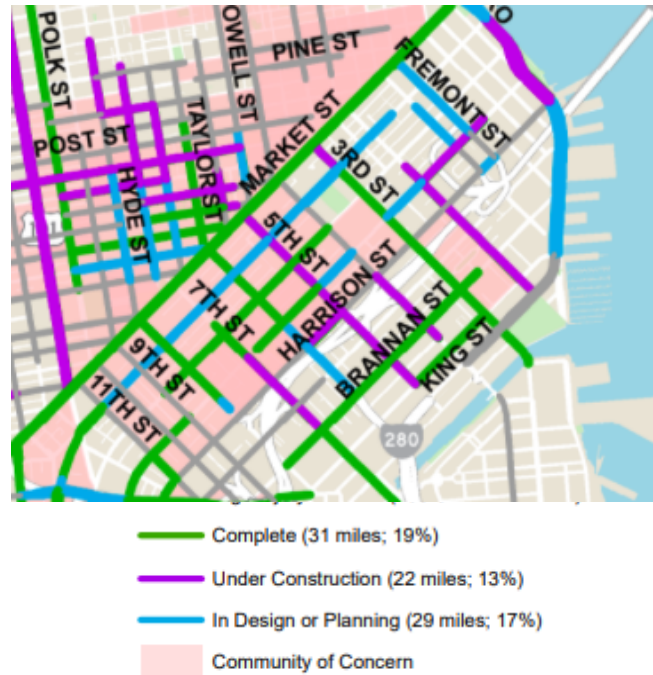 POLK ST
OWELL ST
PINE ST
FREMONT ST
POST ST
TAYLOR ST
MARKET ST
3RD ST
HYDE ST
5TH ST
HARRISON ST
7TH ST
BRANNAN ST
KING ST
9TH ST
11TH ST
280
Complete (31 miles; 19%)
Under Construction (22 miles; 13%)
In Design or Planning (29 miles; 17%)
Community of Concern